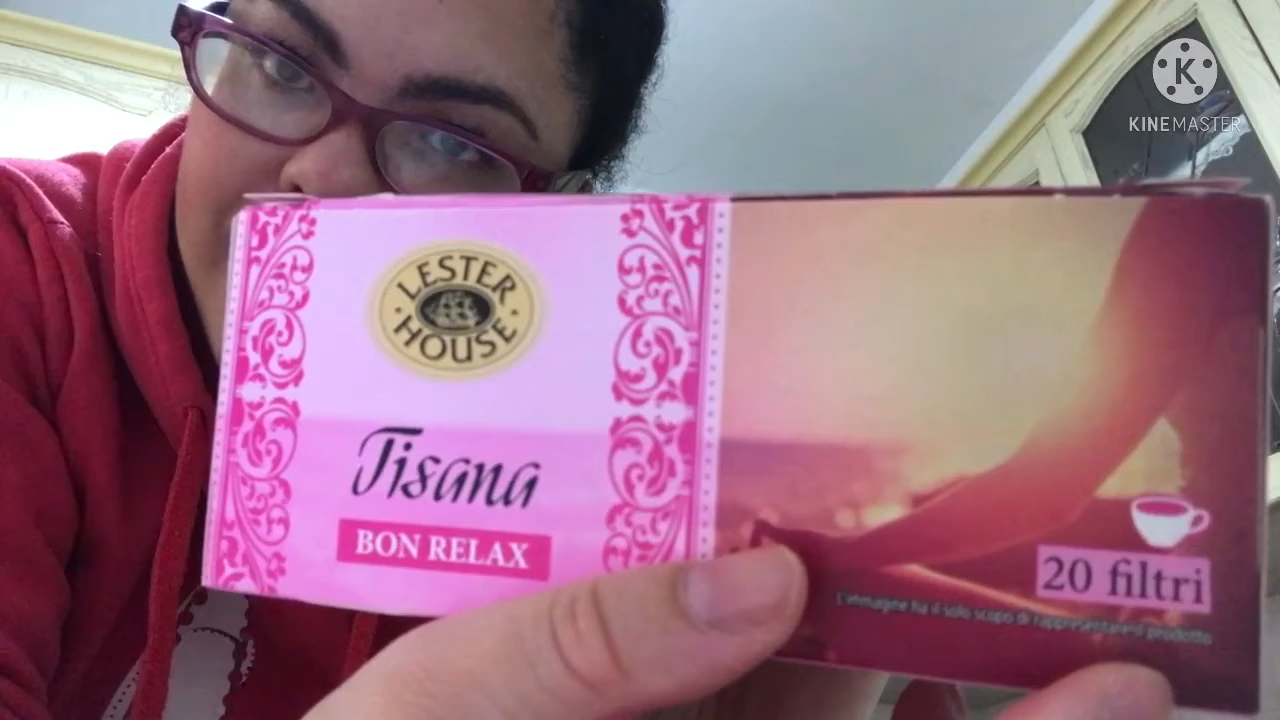 LESTER
HOUSE
Tisana
BON RELAX
20 filtri
L'immagine ha il solo scopo di rappresentare il prodotto
KINEMASTER